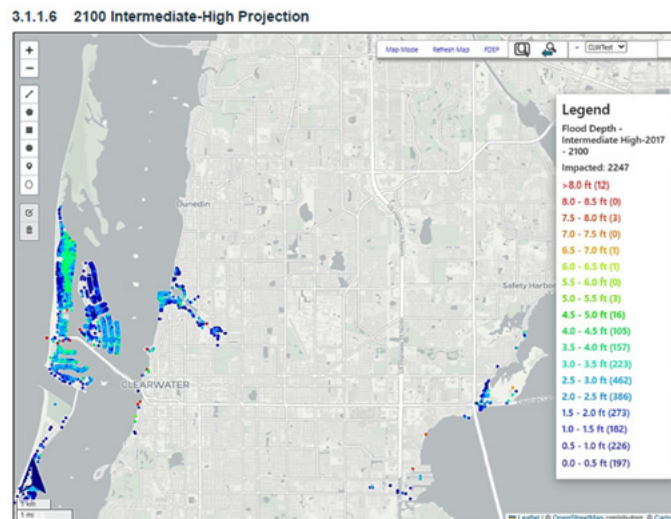 3.1.1.6 2100 Intermediate-High Projection
Map Mode Refresh Map FDEP CLWTest
Legend
Flood Depth -
Intermediate High-2017
- 2100
Impacted: 2247
>8.0 ft (12)
8.0 - 8.5 ft (0)
7.5 - 8.0 ft (3)
7.0 - 7.5 ft (0)
6.5 - 7.0 ft (1)
6.0 - 6.5 ft (1)
5.5 - 6.0 ft (0)
5.0 - 5.5 ft (3)
4.5 - 5.0 ft (16)
4.0 - 4.5 ft (105)
3.5 - 4.0 ft (157)
3.0 - 3.5 ft (223)
2.5 - 3.0 ft (462)
2.0 - 2.5 ft (386)
1.5 - 2.0 ft (273)
1.0 - 1.5 ft (182)
0.5 - 1.0 ft (226)
0.0 - 0.5 ft (197)
Dunedin
Safety Harbor
CLEARWATER
1 km
1 mi
Leaflet | © OpenStreetMap contributors, ©